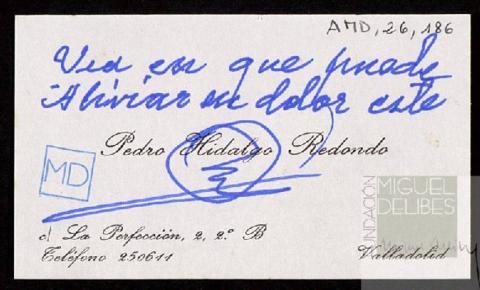 AMD, 26, 186
Vea en que puede
Aliviar su dolor este
Pedro Hidalgo Redondo
MD
c/ La Perfección, 2, 2.º B
Teléfono 250611
Valladolid
FUNDACIÓN
MIGUEL
DELIBES